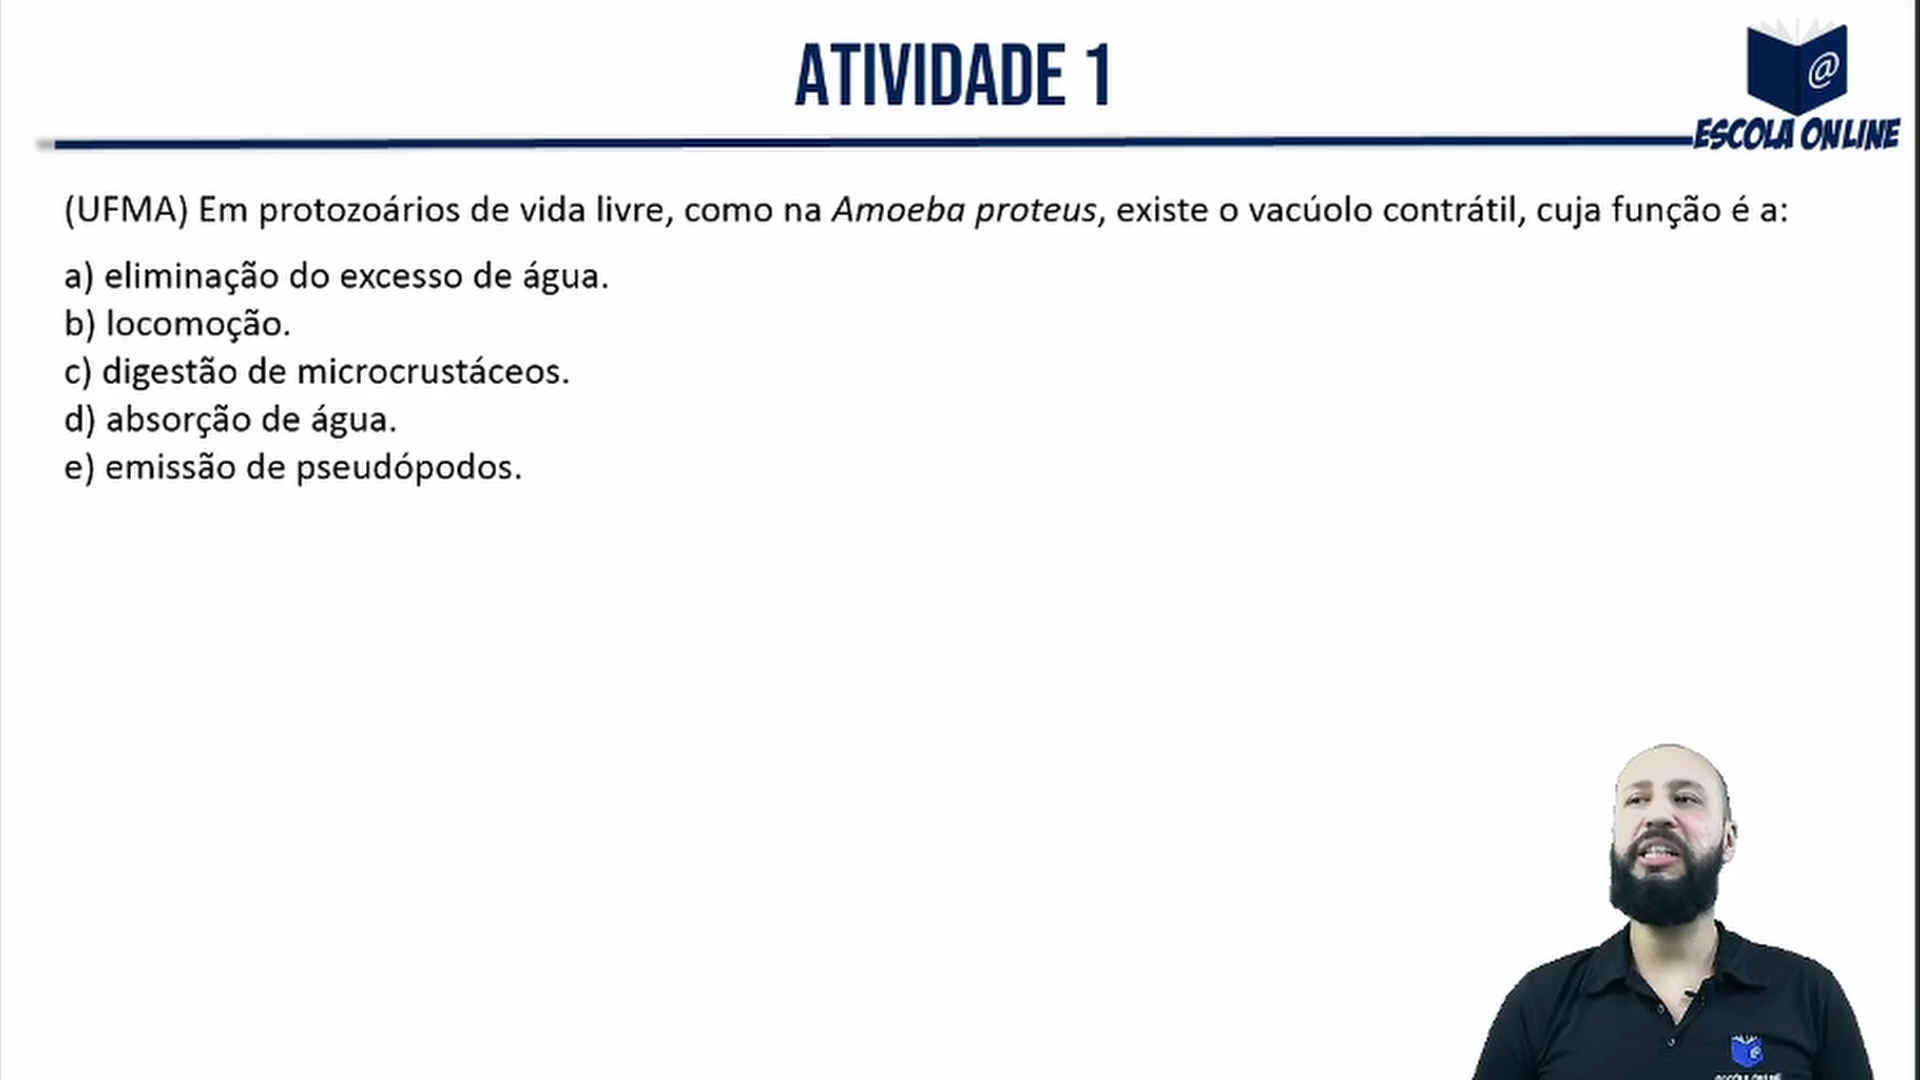 ATIVIDADE 1
@
ESCOLA ONLINE
(UFMA) Em protozoários de vida livre, como na Amoeba proteus, existe o vacúolo contrátil, cuja função é a:
a) eliminação do excesso de água.
b) locomoção.
c) digestão de microcrustáceos.
d) absorção de água.
e) emissão de pseudópodos.